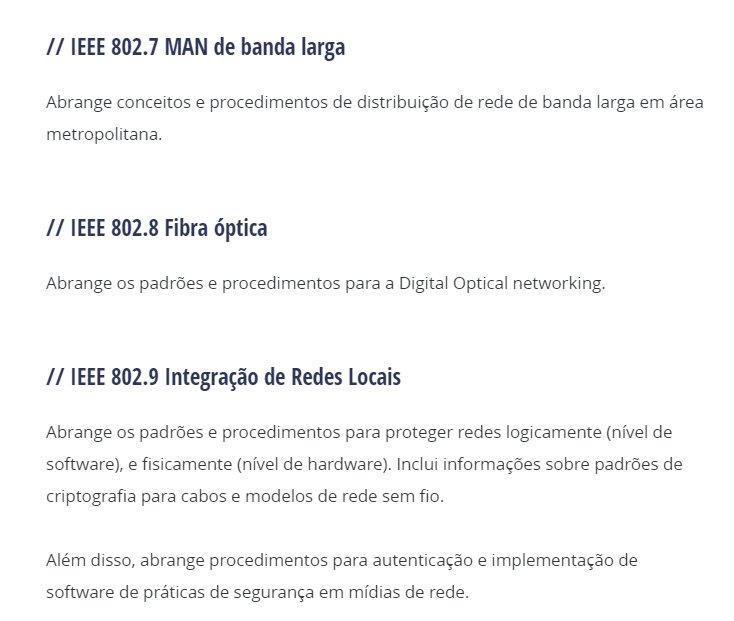 // IEEE 802.7 MAN de banda larga
Abrange conceitos e procedimentos de distribuição de rede de banda larga em área
metropolitana.
// IEEE 802.8 Fibra óptica
Abrange os padrões e procedimentos para a Digital Optical networking.
// IEEE 802.9 Integração de Redes Locais
Abrange os padrões e procedimentos para proteger redes logicamente (nível de
software), e fisicamente (nível de hardware). Inclui informações sobre padrões de
criptografia para cabos e modelos de rede sem fio.
Além disso, abrange procedimentos para autenticação e implementação de
software de práticas de segurança em mídias de rede.